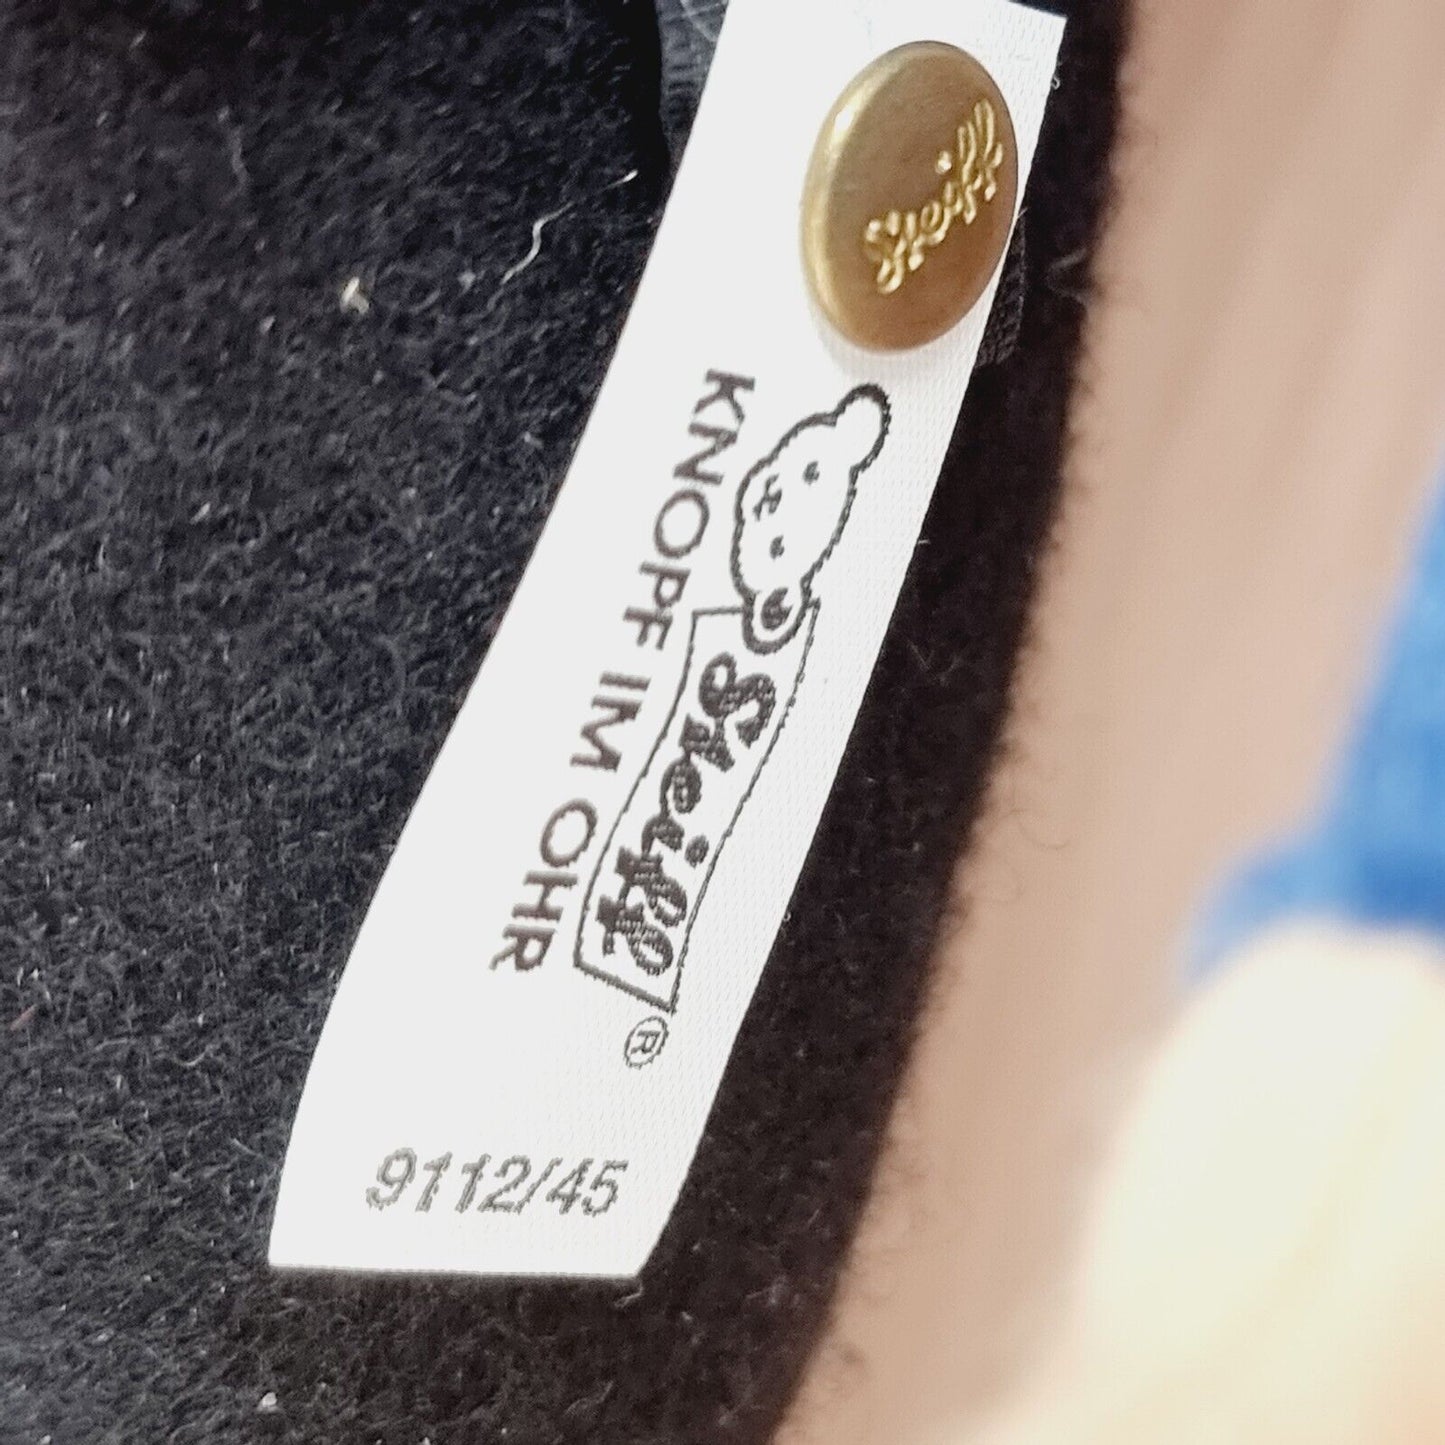 Steiff
Steiff ®
KNOPF IM OHR
9112/45